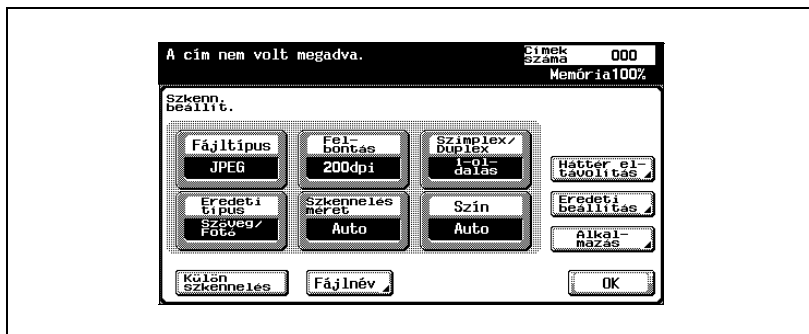 A cím nem volt megadva.
Címek
száma
000
Memória100%
Szkenn.
beállít.
Fájltípus
JPEG
Fel-
bontás
200dpi
Szimplex/
Duplex
1-ol-
dalas
Háttér el-
távolítás
Eredeti
típus
Szöveg/
Fotó
Szkennelés
méret
Auto
Szín
Auto
Eredeti
beállítás
Alkal-
mazás
Külön
szkennelés
Fájlnév
OK